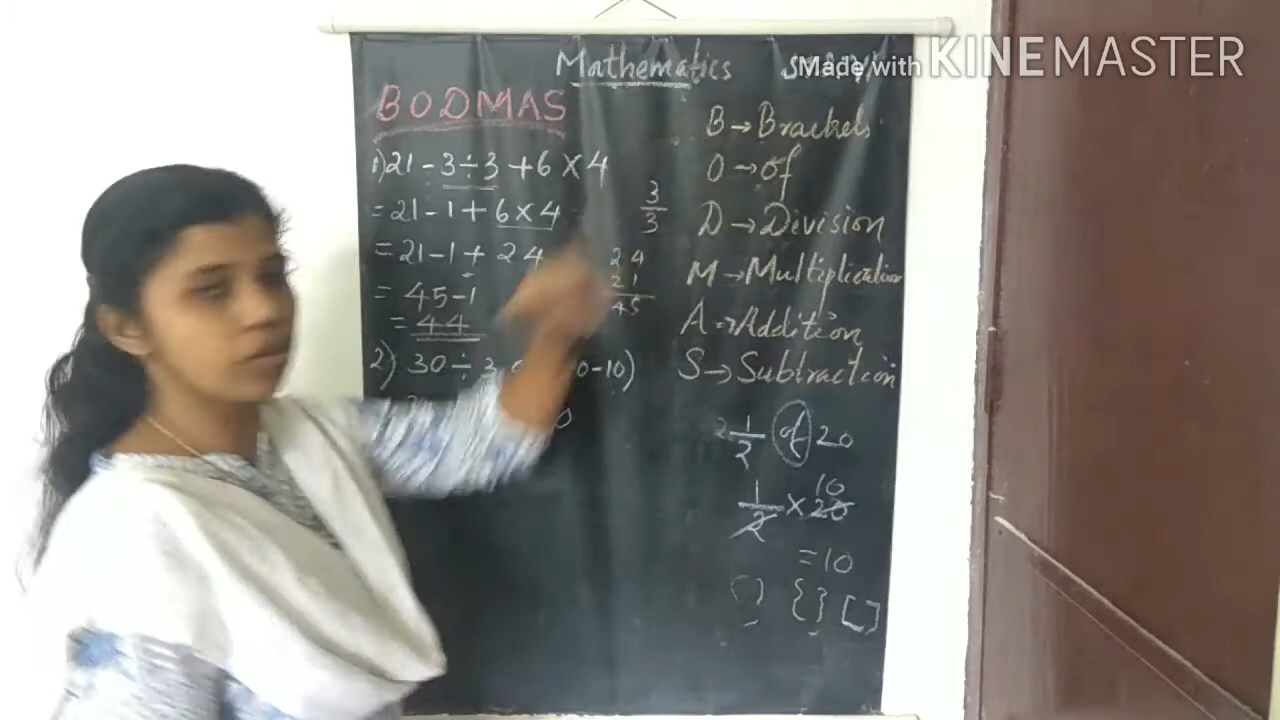 Mathematics
Made with KINEMASTER
BODMAS
1) 21 - 3 ÷ 3 + 6 × 4
= 21 - 1 + 6 × 4
= 21 - 1 + 24
= 45 - 1
= 44
2) 30 ÷ 3 0-10)
0
3
3
24
21
45
B → Brackets
O → of
D → Division
M → Multiplication
A → Addition
S → Subtraction
2 1/2 of 20
1/2 × 20
10
= 10
( ) { } [ ]